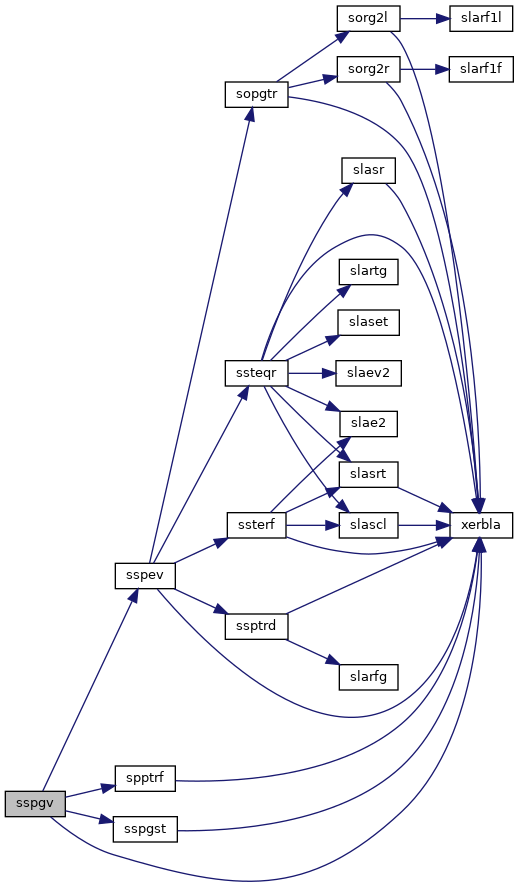 sorg2l
slarf1l
sorg2r
slarf1f
sopgtr
slasr
slartg
slaset
ssteqr
slaev2
slae2
slasrt
ssterf
slascl
xerbla
sspev
ssptrd
slarfg
spptrf
sspgv
sspgst